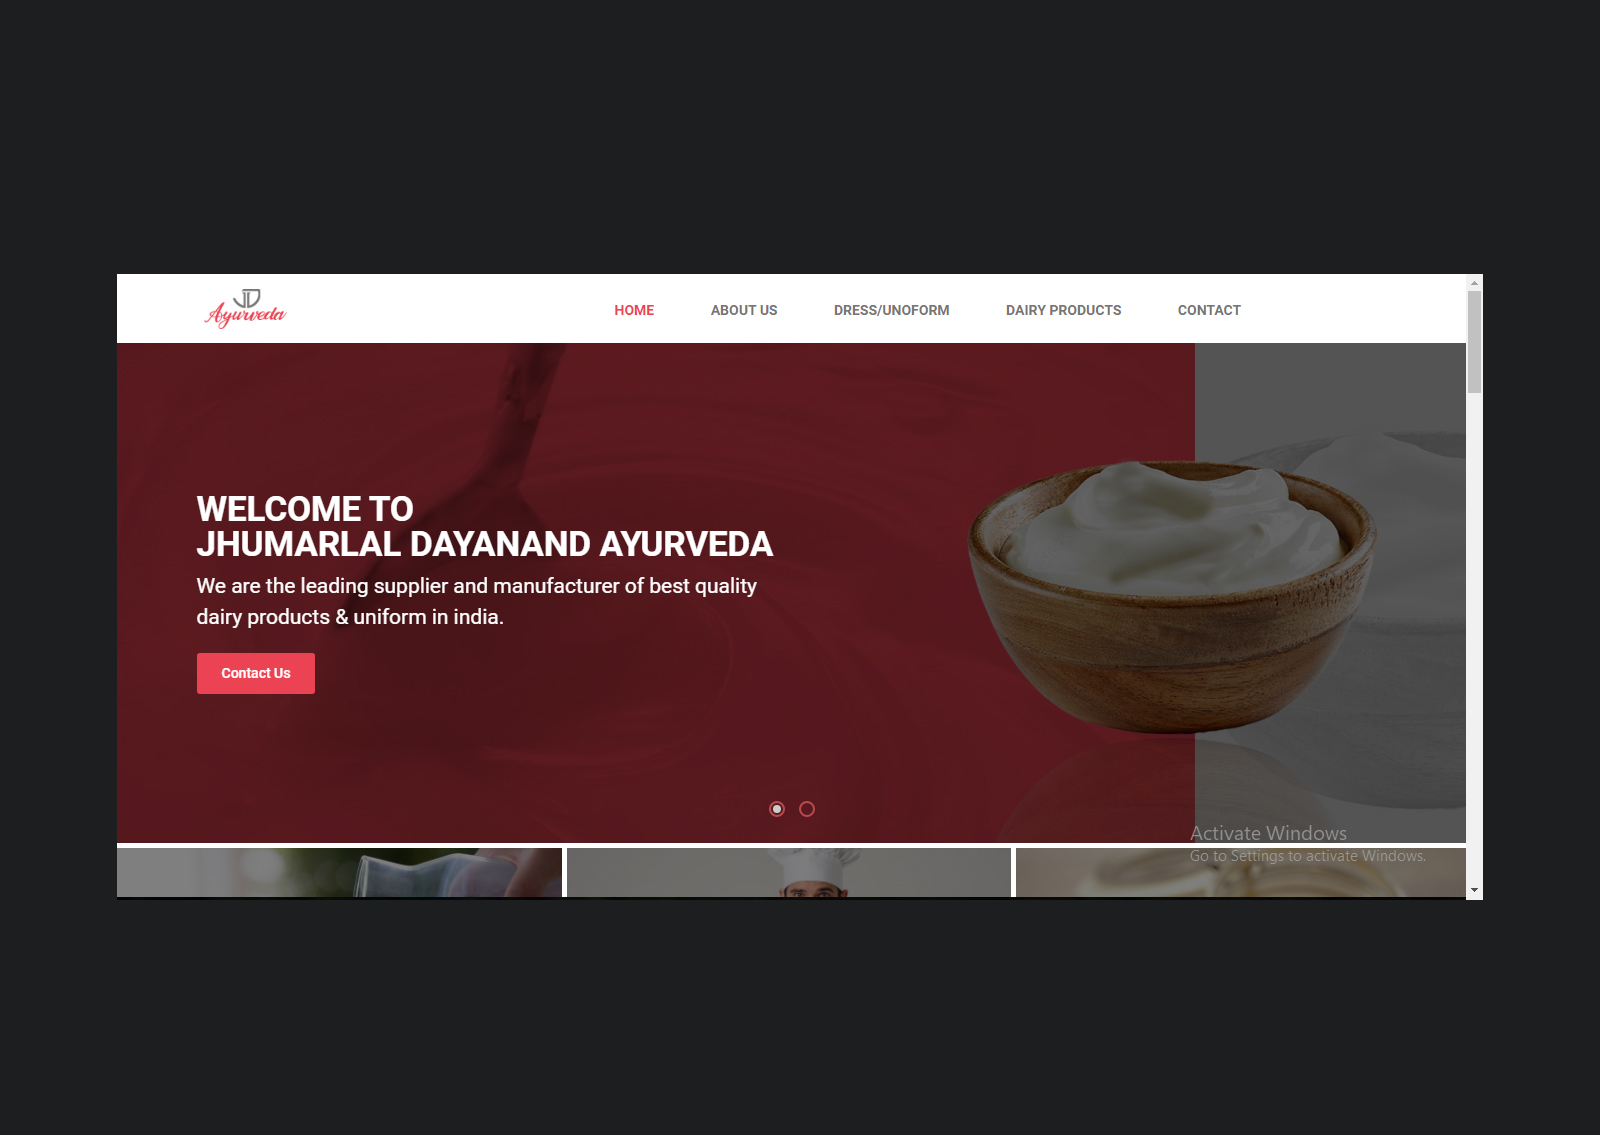 JD
Ayurveda
HOME
ABOUT US
DRESS/UNOFORM
DAIRY PRODUCTS
CONTACT
WELCOME TO
JHUMARLAL DAYANAND AYURVEDA
We are the leading supplier and manufacturer of best quality
dairy products & uniform in india.
Contact Us
Activate Windows
Go to Settings to activate Windows.